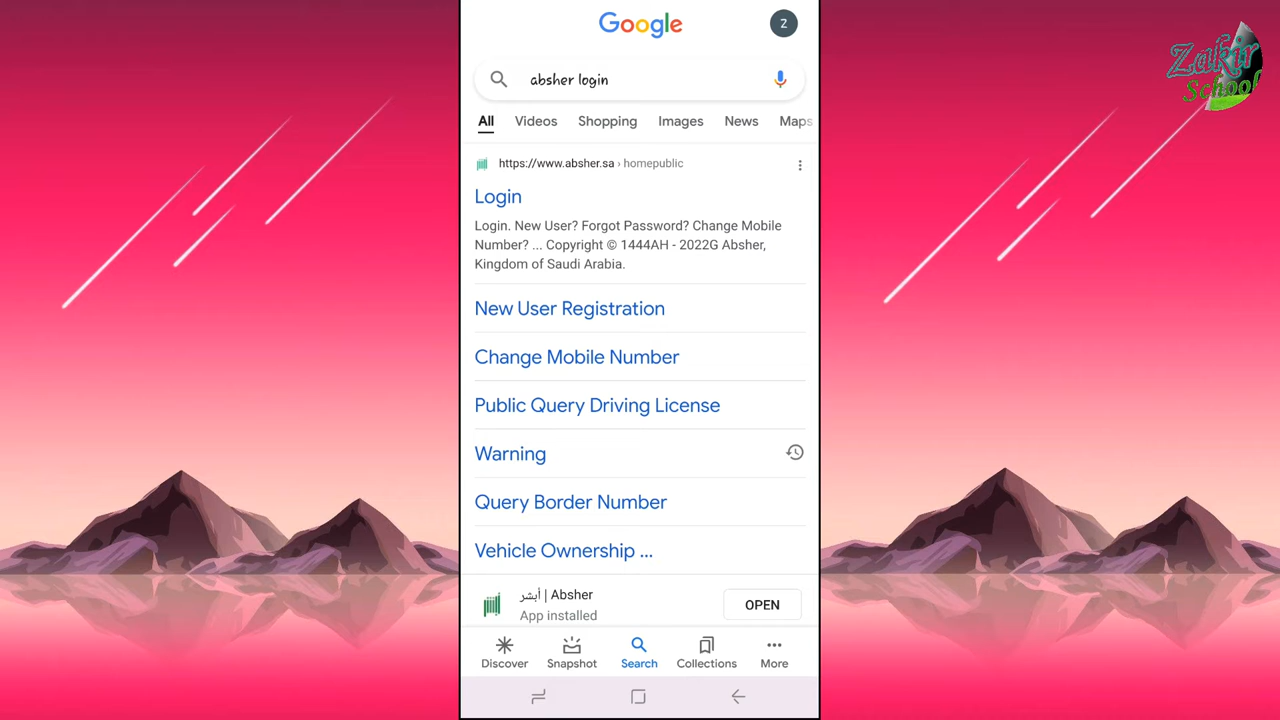 Google
Z
absher login
All Videos Shopping Images News Maps
https://www.absher.sa › homepublic
Login
Login. New User? Forgot Password? Change Mobile
Number? ... Copyright © 1444AH - 2022G Absher,
Kingdom of Saudi Arabia.
New User Registration
Change Mobile Number
Public Query Driving License
Warning
Query Border Number
Vehicle Ownership ...
أبشر | Absher
App installed
OPEN
Discover Snapshot Search Collections More
Zakir
School